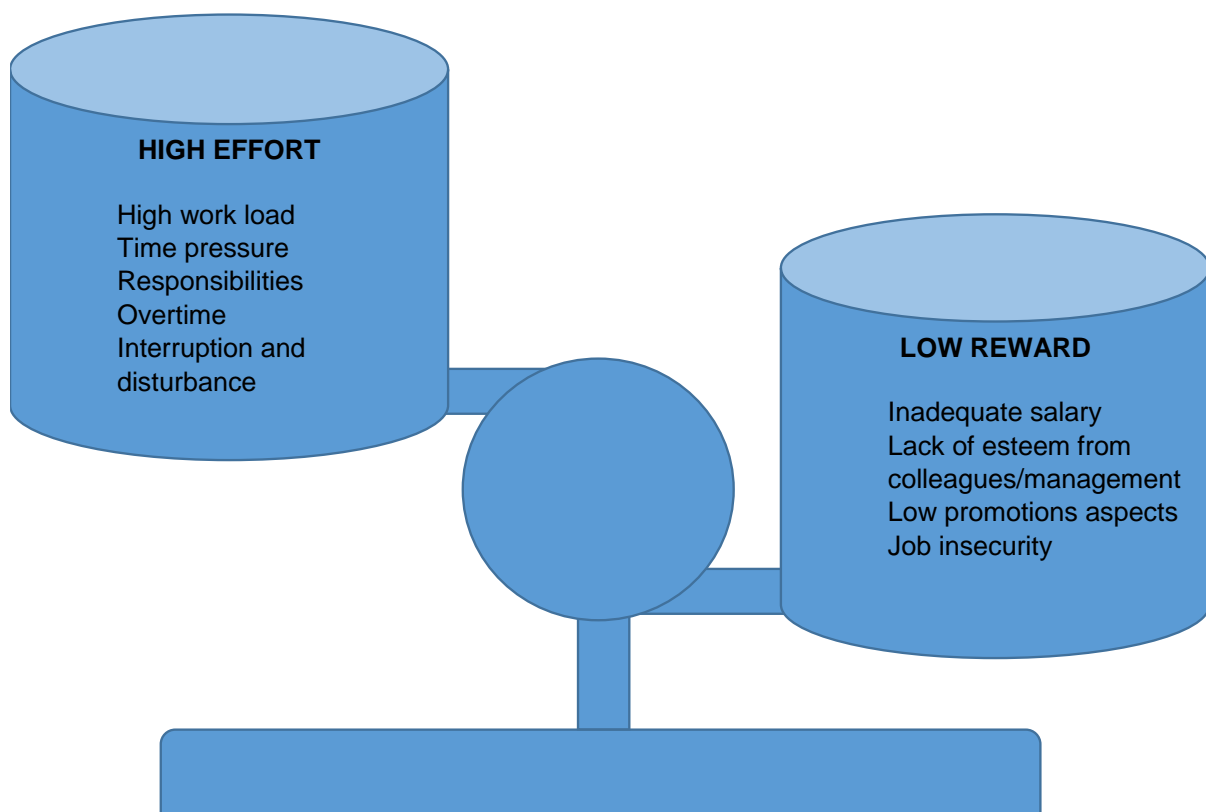 HIGH EFFORT
High work load
Time pressure
Responsibilities
Overtime
Interruption and
disturbance
LOW REWARD
Inadequate salary
Lack of esteem from
colleagues/management
Low promotions aspects
Job insecurity